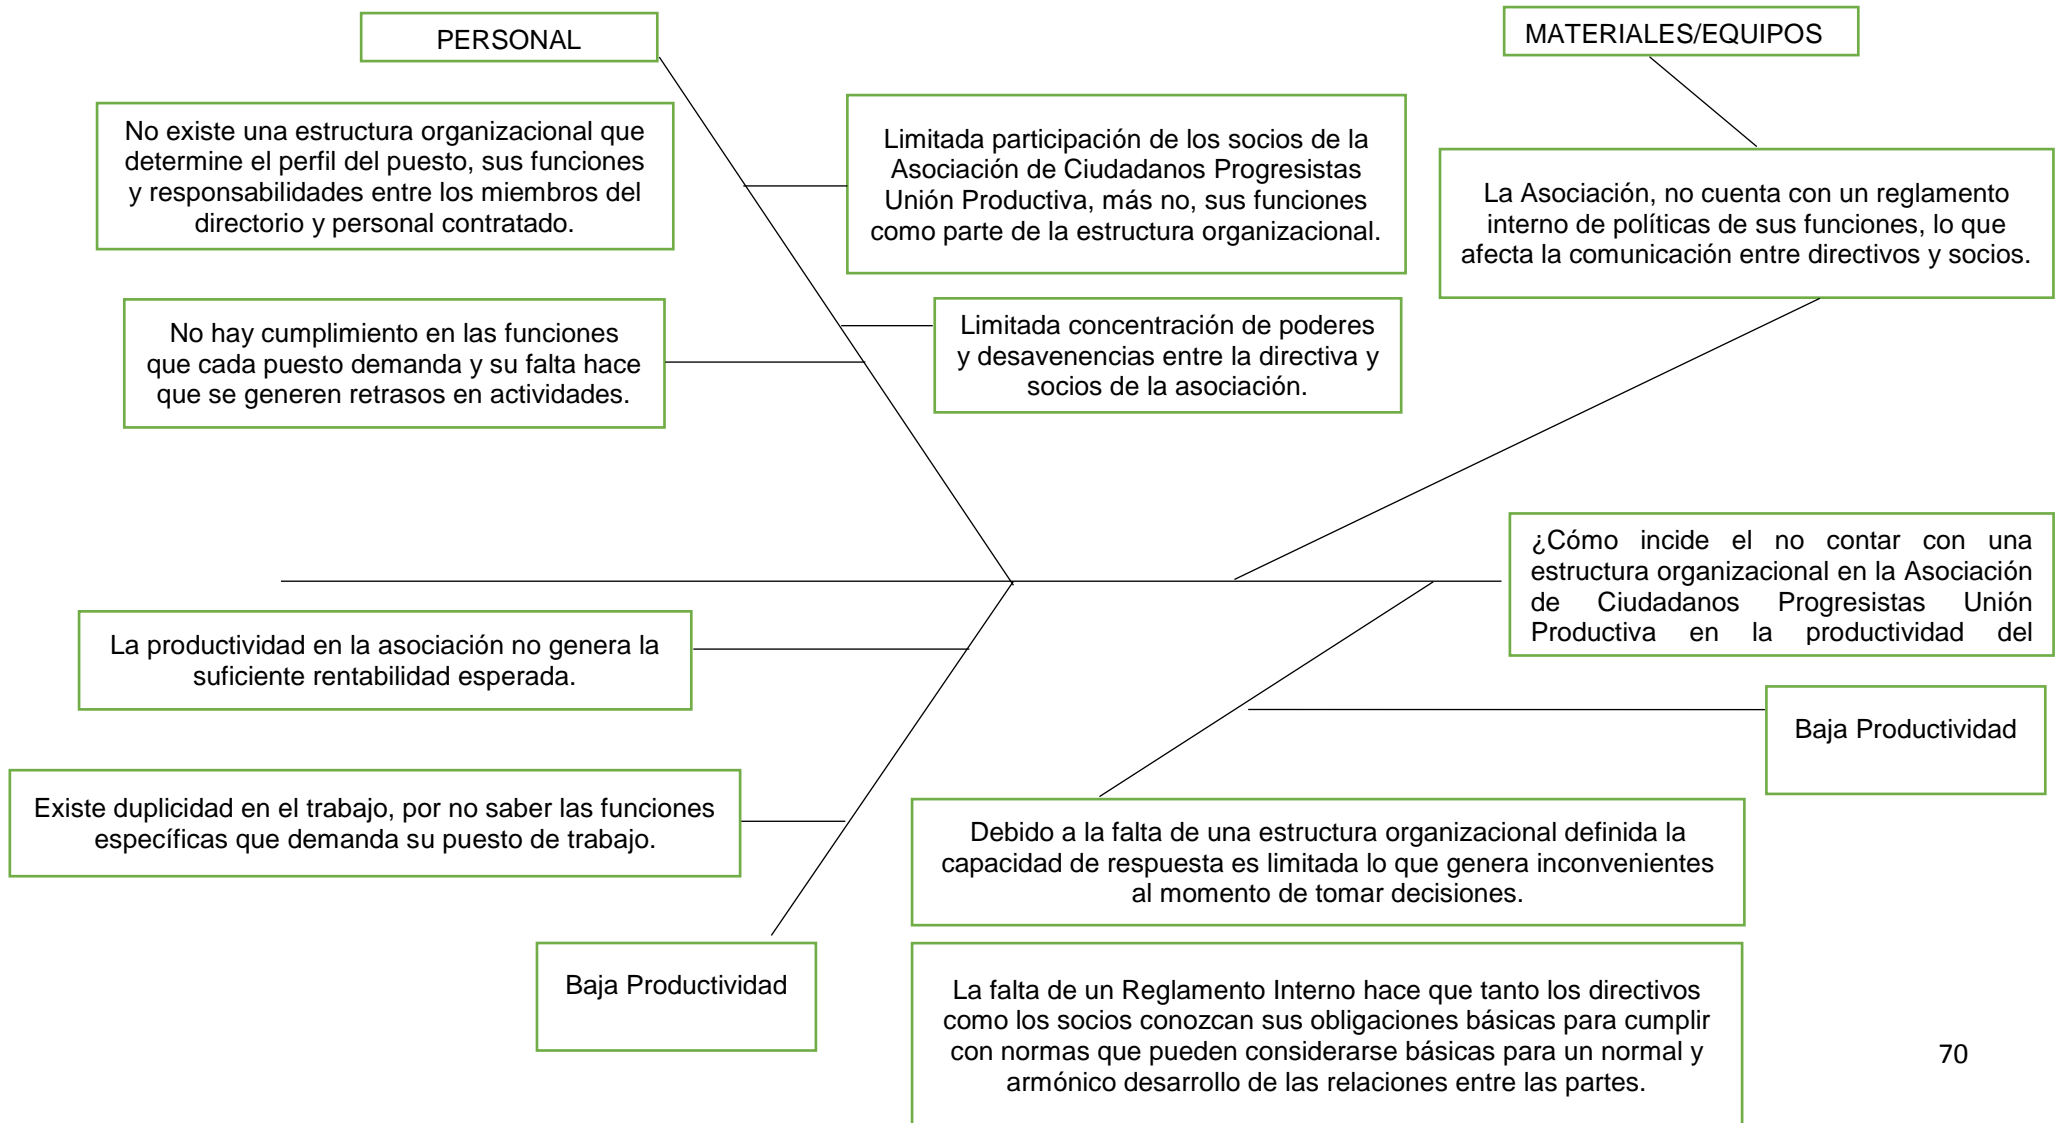 PERSONAL
MATERIALES/EQUIPOS
No existe una estructura organizacional que
determine el perfil del puesto, sus funciones
y responsabilidades entre los miembros del
directorio y personal contratado.
Limitada participación de los socios de la
Asociación de Ciudadanos Progresistas
Unión Productiva, más no, sus funciones
como parte de la estructura organizacional.
La Asociación, no cuenta con un reglamento
interno de políticas de sus funciones, lo que
afecta la comunicación entre directivos y socios.
No hay cumplimiento en las funciones
que cada puesto demanda y su falta hace
que se generen retrasos en actividades.
Limitada concentración de poderes
y desavenencias entre la directiva y
socios de la asociación.
¿Cómo incide el no contar con una
estructura organizacional en la Asociación
de Ciudadanos Progresistas Unión
Productiva en la productividad del
La productividad en la asociación no genera la
suficiente rentabilidad esperada.
Baja Productividad
Existe duplicidad en el trabajo, por no saber las funciones
específicas que demanda su puesto de trabajo.
Debido a la falta de una estructura organizacional definida la
capacidad de respuesta es limitada lo que genera inconvenientes
al momento de tomar decisiones.
Baja Productividad
La falta de un Reglamento Interno hace que tanto los directivos
como los socios conozcan sus obligaciones básicas para cumplir
con normas que pueden considerarse básicas para un normal y
armónico desarrollo de las relaciones entre las partes.
70